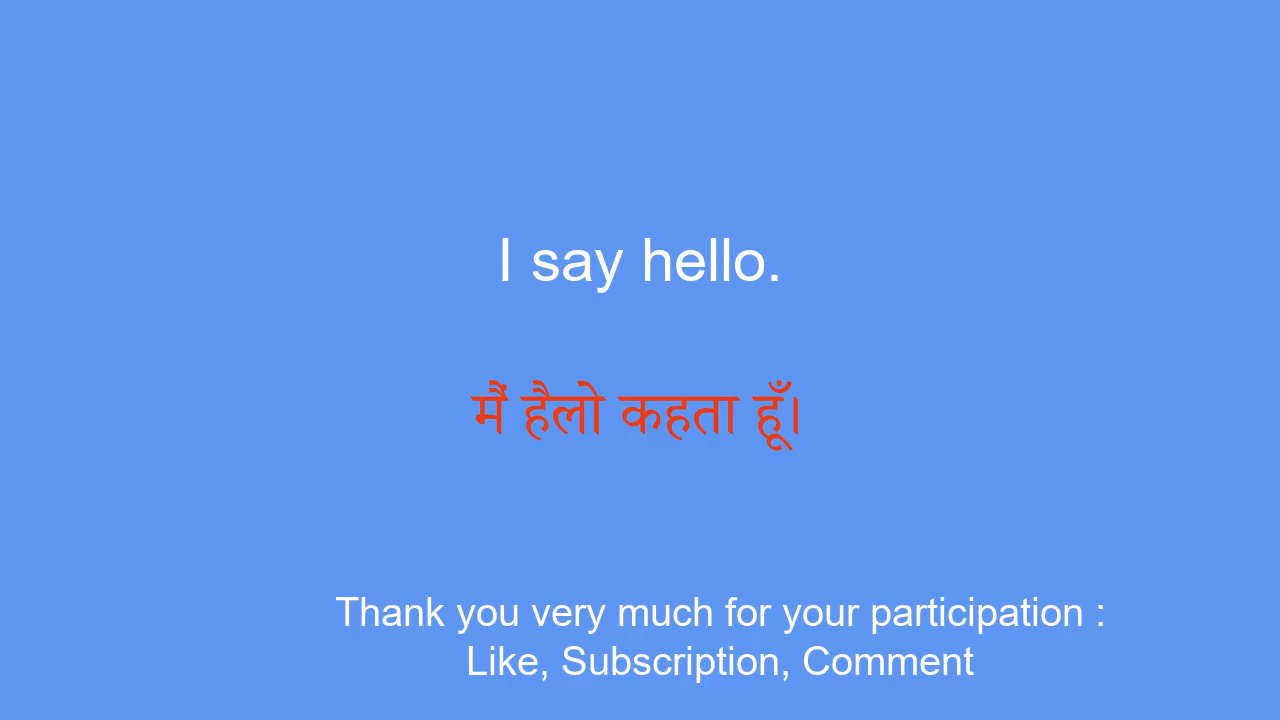 I say hello.
मैं हैलो कहता हूँ।
Thank you very much for your participation :
Like, Subscription, Comment